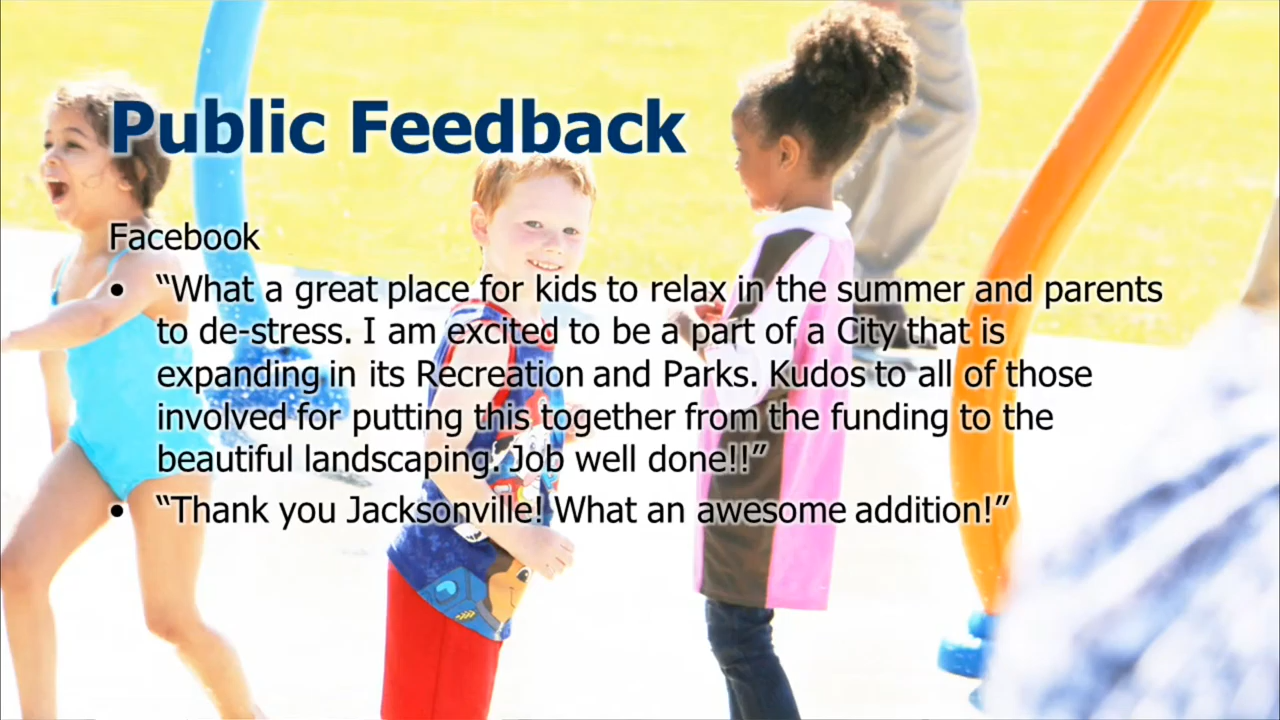 Public Feedback
Facebook
• “What a great place for kids to relax in the summer and parents
to de-stress. I am excited to be a part of a City that is
expanding in its Recreation and Parks. Kudos to all of those
involved for putting this together from the funding to the
beautiful landscaping. Job well done!!”
• “Thank you Jacksonville! What an awesome addition!”